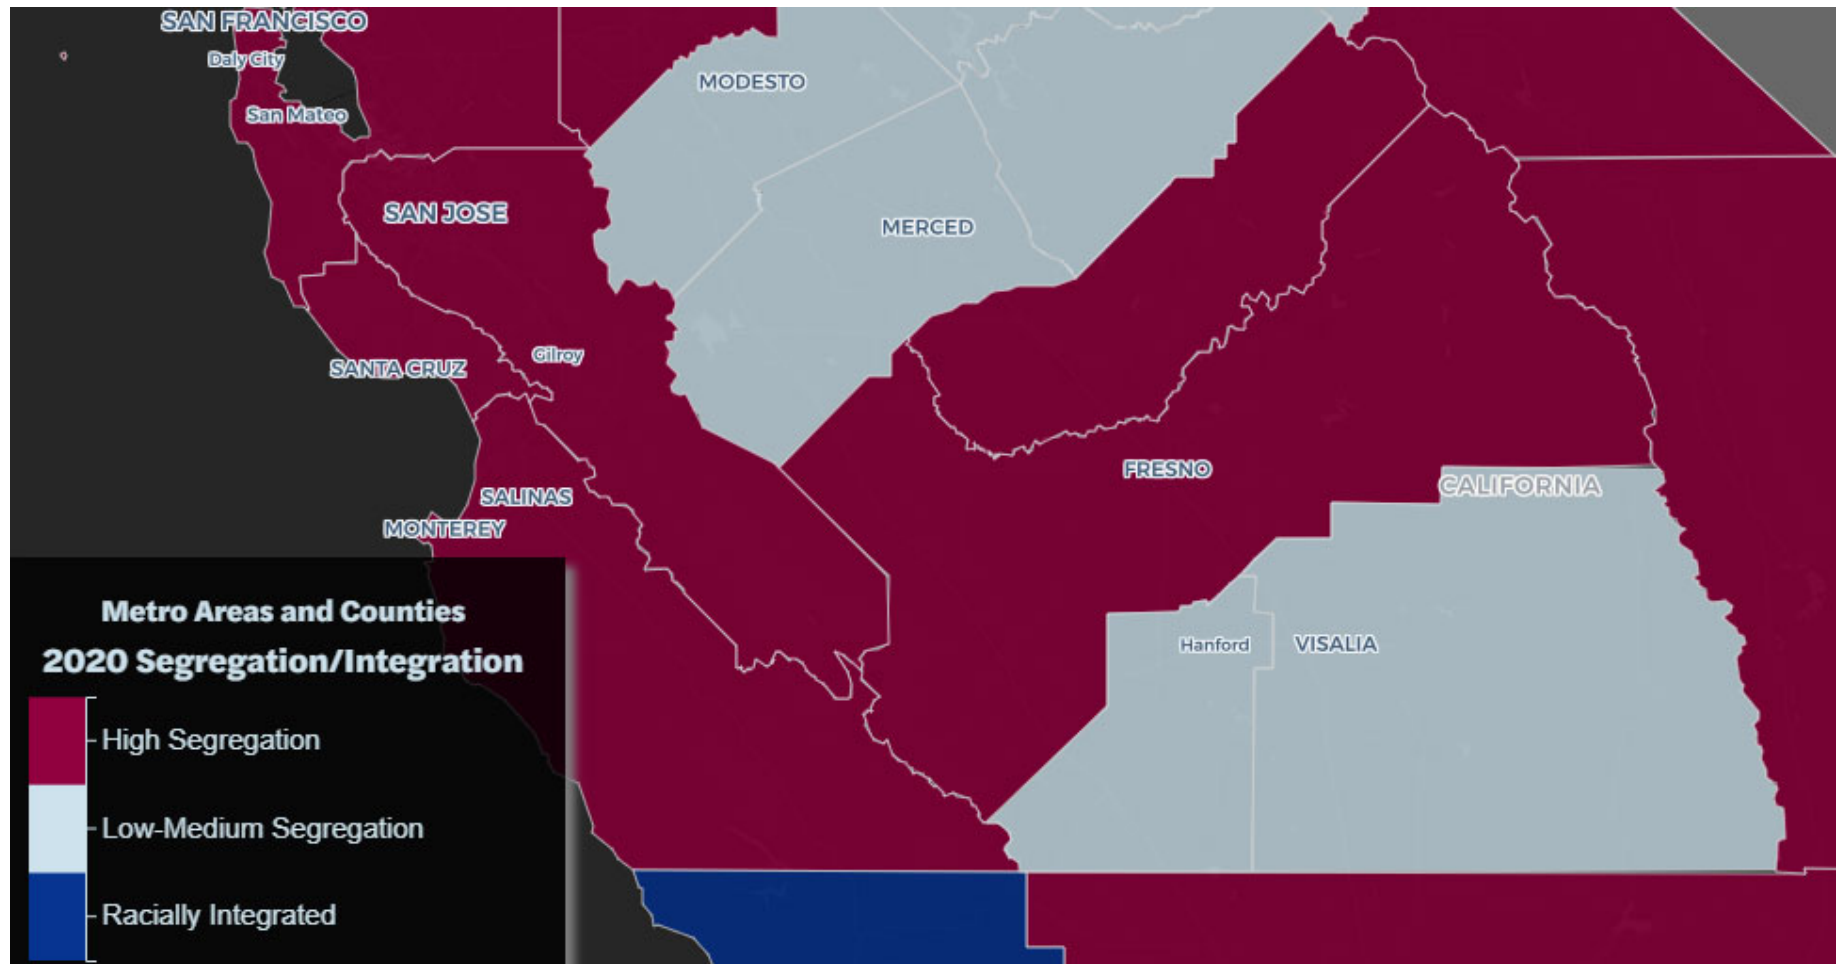 SAN FRANCISCO
Daly City
San Mateo
MODESTO
SAN JOSE
MERCED
Gilroy
SANTA CRUZ
FRESNO
CALIFORNIA
SALINAS
MONTEREY
Hanford
VISALIA
Metro Areas and Counties
2020 Segregation/Integration
High Segregation
Low-Medium Segregation
Racially Integrated